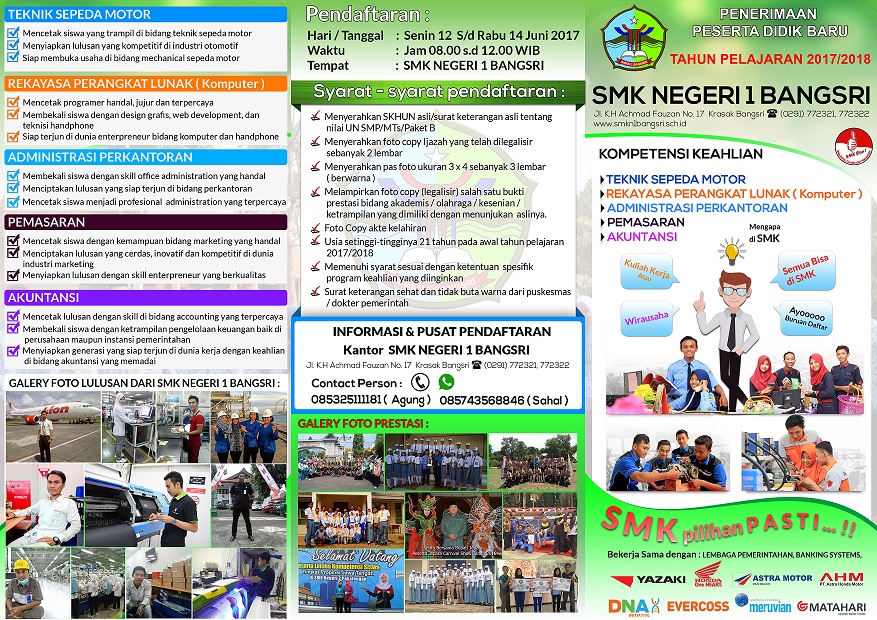 TEKNIK SEPEDA MOTOR
Mencetak siswa yang trampil di bidang teknik sepeda motor
Menyiapkan lulusan yang kompetitif di industri otomotif
Siap membuka usaha di bidang mechanical sepeda motor
REKAYASA PERANGKAT LUNAK ( Komputer )
Mencetak programer handal, jujur dan terpercaya
Membekali siswa dengan design grafis, web development, dan
teknisi handphone
Siap terjun di dunia enterpreneur bidang komputer dan handphone
ADMINISTRASI PERKANTORAN
Membekali siswa dengan skill office administration yang handal
Menciptakan lulusan yang siap terjun di bidang perkantoran
Mencetak siswa menjadi profesional administration yang terpercaya
PEMASARAN
Mencetak siswa dengan kemampuan bidang marketing yang handal
Menciptakan lulusan yang cerdas, inovatif dan kompetitif di dunia
industri marketing
Menyiapkan lulusan dengan skill enterpreneur yang berkualitas
AKUNTANSI
Mencetak lulusan dengan skill di bidang accounting yang terpercaya
Membekali siswa dengan ketrampilan pengelolaan keuangan baik di
perusahaan maupun instansi pemerintahan
Menyiapkan generasi yang siap terjun di dunia kerja dengan keahlian
di bidang akuntansi yang memadai
GALERY FOTO LULUSAN DARI SMK NEGERI 1 BANGSRI :
lion
Pendaftaran :
Hari / Tanggal : Senin 12 S/d Rabu 14 Juni 2017
Waktu : Jam 08.00 s.d 12.00 WIB
Tempat : SMK NEGERI 1 BANGSRI
Syarat - syarat pendaftaran :
Menyerahkan SKHUN asli/surat keterangan asli tentang
nilai UN SMP/MTs/Paket B
Menyerahkan foto copy Ijazah yang telah dilegalisir
sebanyak 2 lembar
Menyerahkan pas foto ukuran 3 x 4 sebanyak 3 lembar
( berwarna )
Melampirkan foto copy (legalisir) salah satu bukti
prestasi bidang akademis / olahraga / kesenian /
ketrampilan yang dimiliki dengan menunjukan aslinya.
Foto Copy akte kelahiran
Usia setinggi-tingginya 21 tahun pada awal tahun pelajaran
2017/2018
Memenuhi syarat sesuai dengan ketentuan spesifik
program keahlian yang diinginkan
Surat keterangan sehat dan tidak buta warna dari puskesmas
/ dokter pemerintah
INFORMASI & PUSAT PENDAFTARAN
Kantor SMK NEGERI 1 BANGSRI
Jl. K.H Achmad Fauzan No. 17 Krasak Bangsri ☎ (0291) 772321, 772322
Contact Person :
085325111181 ( Agung ) 085743568846 ( Sahal )
GALERY FOTO PRESTASI :
Selamat Datang
PENERIMAAN
PESERTA DIDIK BARU
TAHUN PELAJARAN 2017/2018
SMK NEGERI 1 BANGSRI
Jl. K.H Achmad Fauzan No. 17 Krasak Bangsri ☎ (0291) 772321, 772322
www.smkn1bangsri.sch.id
KOMPETENSI KEAHLIAN
TEKNIK SEPEDA MOTOR
REKAYASA PERANGKAT LUNAK ( Komputer )
ADMINISTRASI PERKANTORAN
PEMASARAN
AKUNTANSI
Mengapa
di SMK
Kuliah Kerja
Atau
Wirausaha
Semua Bisa
di SMK
Ayooooo
Buruan Daftar
SMK pilihan PASTI...!!
Bekerja Sama dengan : LEMBAGA PEMERINTAHAN, BANKING SYSTEMS,
YAZAKI
HONDA
One HEART.
ASTRA MOTOR
AHM
PT. Astra Honda Motor
DNA
INITIATIVE
EVERCOSS
meruvian
MATAHARI